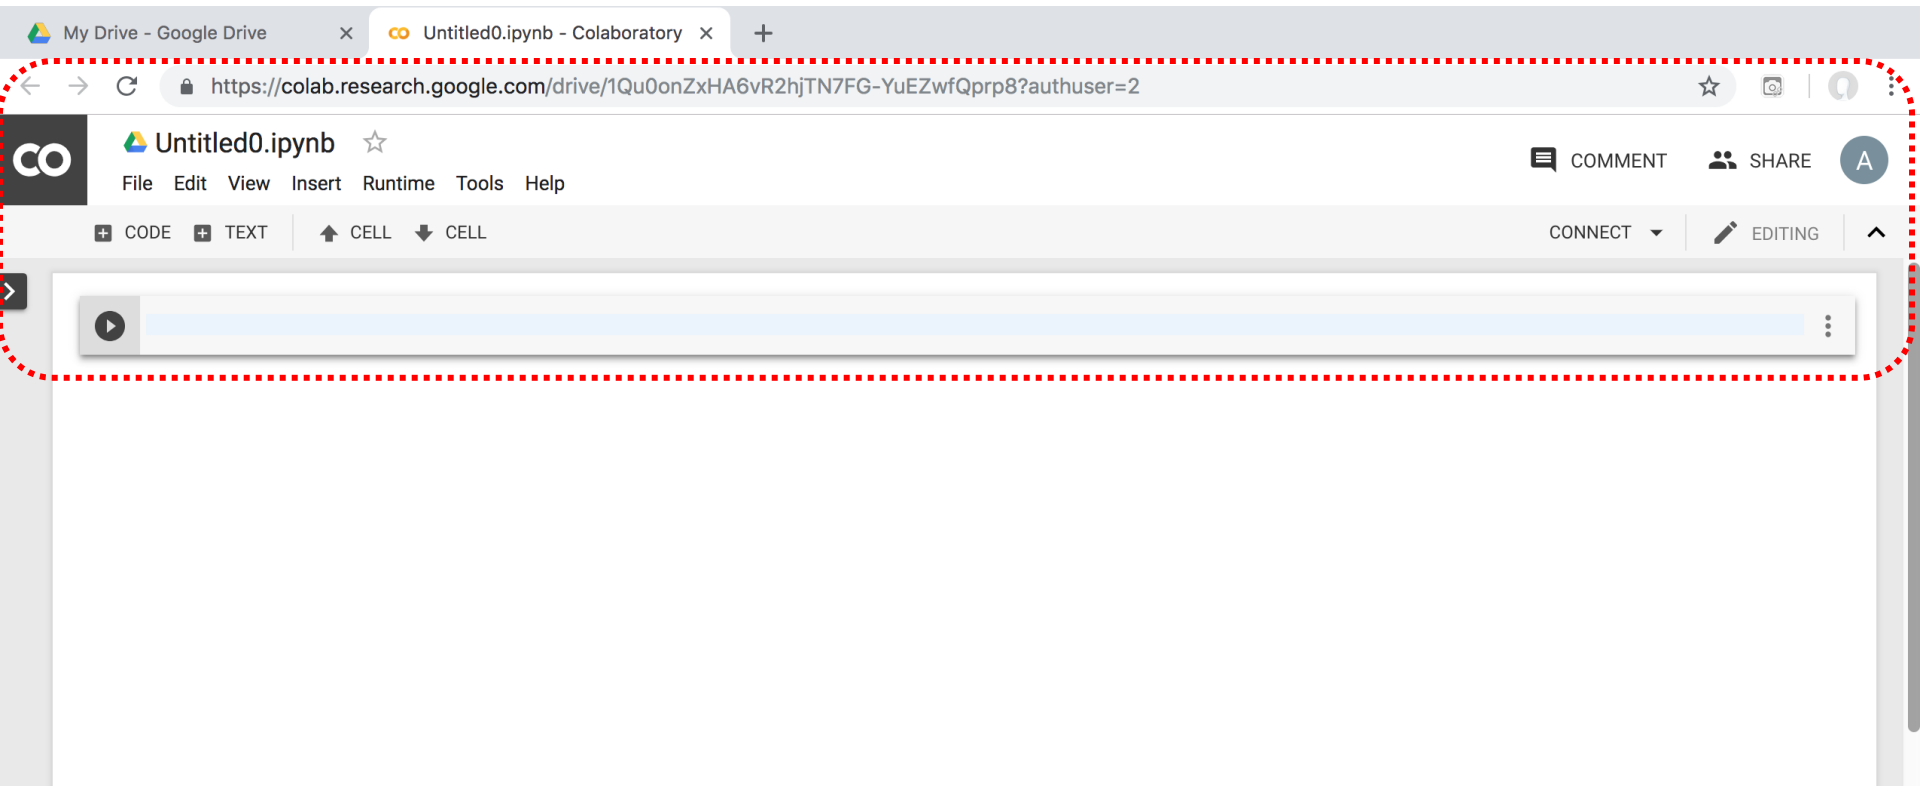 My Drive - Google Drive
Untitled0.ipynb - Colaboratory
https://colab.research.google.com/drive/1Qu0onZxHA6vR2hjTN7FG-YuEZwfQprp8?authuser=2
CO
Untitled0.ipynb
COMMENT SHARE A
File Edit View Insert Runtime Tools Help
CODE TEXT CELL CELL CONNECT EDITING